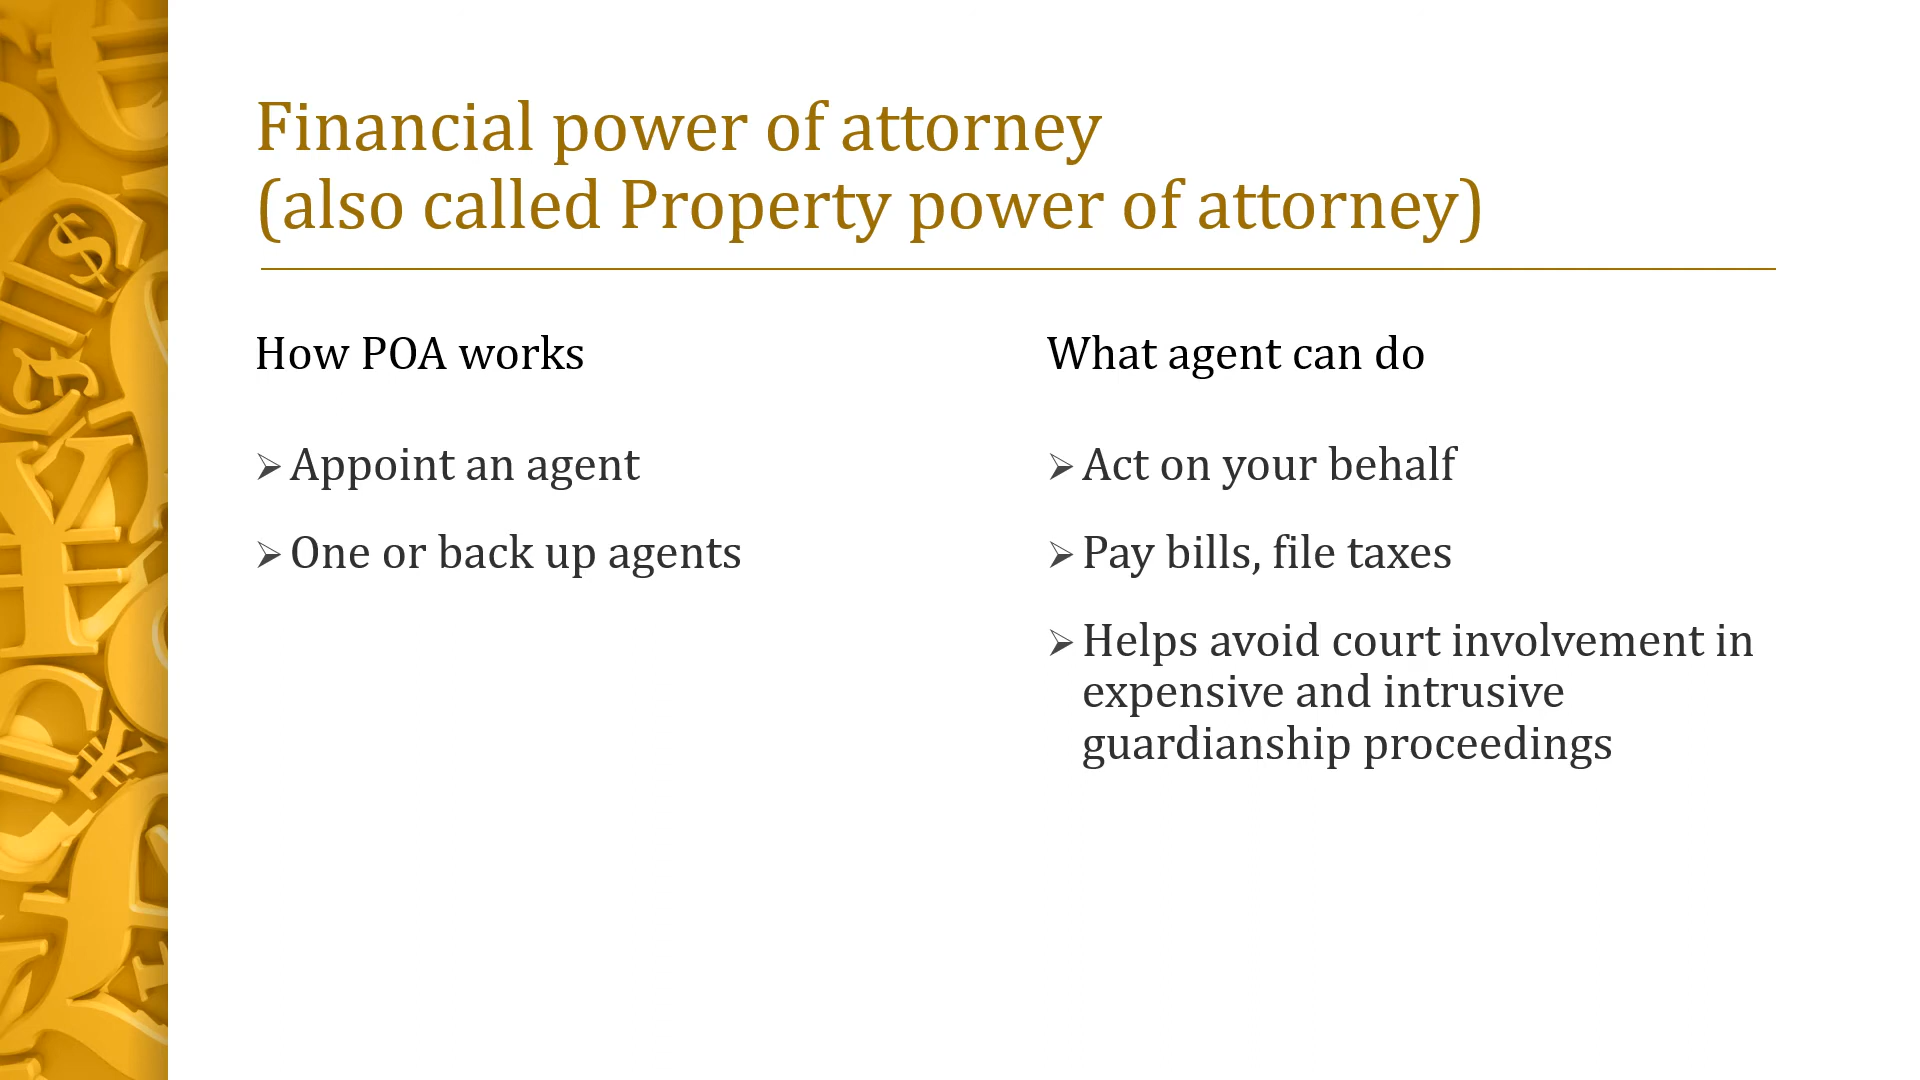 Financial power of attorney
(also called Property power of attorney)
How POA works
➢ Appoint an agent
➢ One or back up agents
What agent can do
➢ Act on your behalf
➢ Pay bills, file taxes
➢ Helps avoid court involvement in
expensive and intrusive
guardianship proceedings